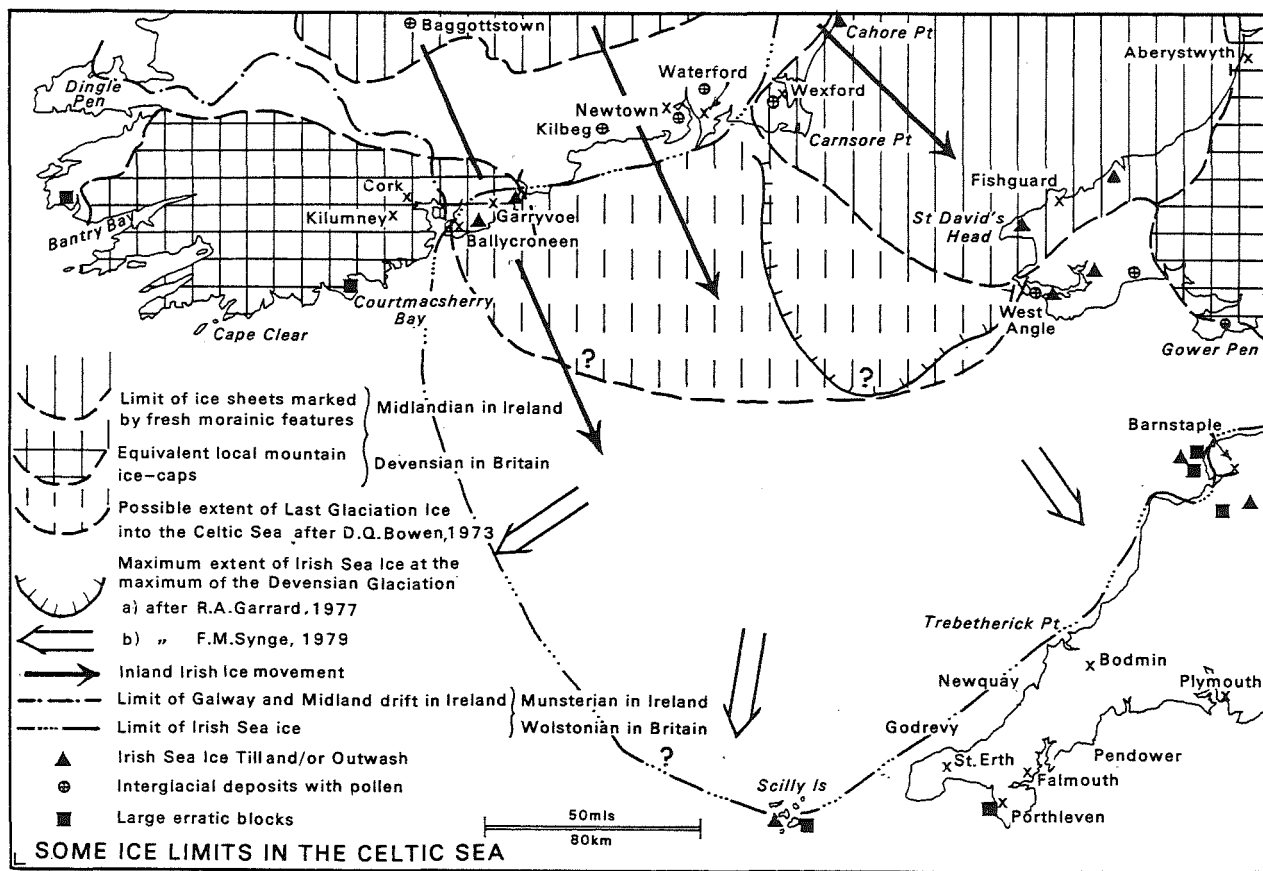 Baggottstown
Cahore Pt
Aberystwyth
Dingle
Pen
Waterford
Wexford
Newtown
Kilbeg
Carnsore Pt
Fishguard
Cork
Kilumney
Garryvoe
St David's
Head
Bantry Bay
Ballycroneen
Courtmacsherry
Bay
West
Angle
Cape Clear
Gower Pen
?
?
Limit of ice sheets marked
by fresh morainic features
Midlandian in Ireland
Equivalent local mountain
ice-caps
Devensian in Britain
Barnstaple
Possible extent of Last Glaciation Ice
into the Celtic Sea after D.Q.Bowen, 1973
Maximum extent of Irish Sea Ice at the
maximum of the Devensian Glaciation
a) after R.A.Garrard, 1977
b) „ F.M.Synge, 1979
Trebetherick Pt
Inland Irish Ice movement
Bodmin
Newquay
Plymouth
Limit of Galway and Midland drift in Ireland
Munsterian in Ireland
Limit of Irish Sea ice
Wolstonian in Britain
Godrevy
?
Irish Sea Ice Till and/or Outwash
Pendower
St. Erth
Falmouth
Interglacial deposits with pollen
Scilly Is
Porthleven
Large erratic blocks
50mls
80km
SOME ICE LIMITS IN THE CELTIC SEA